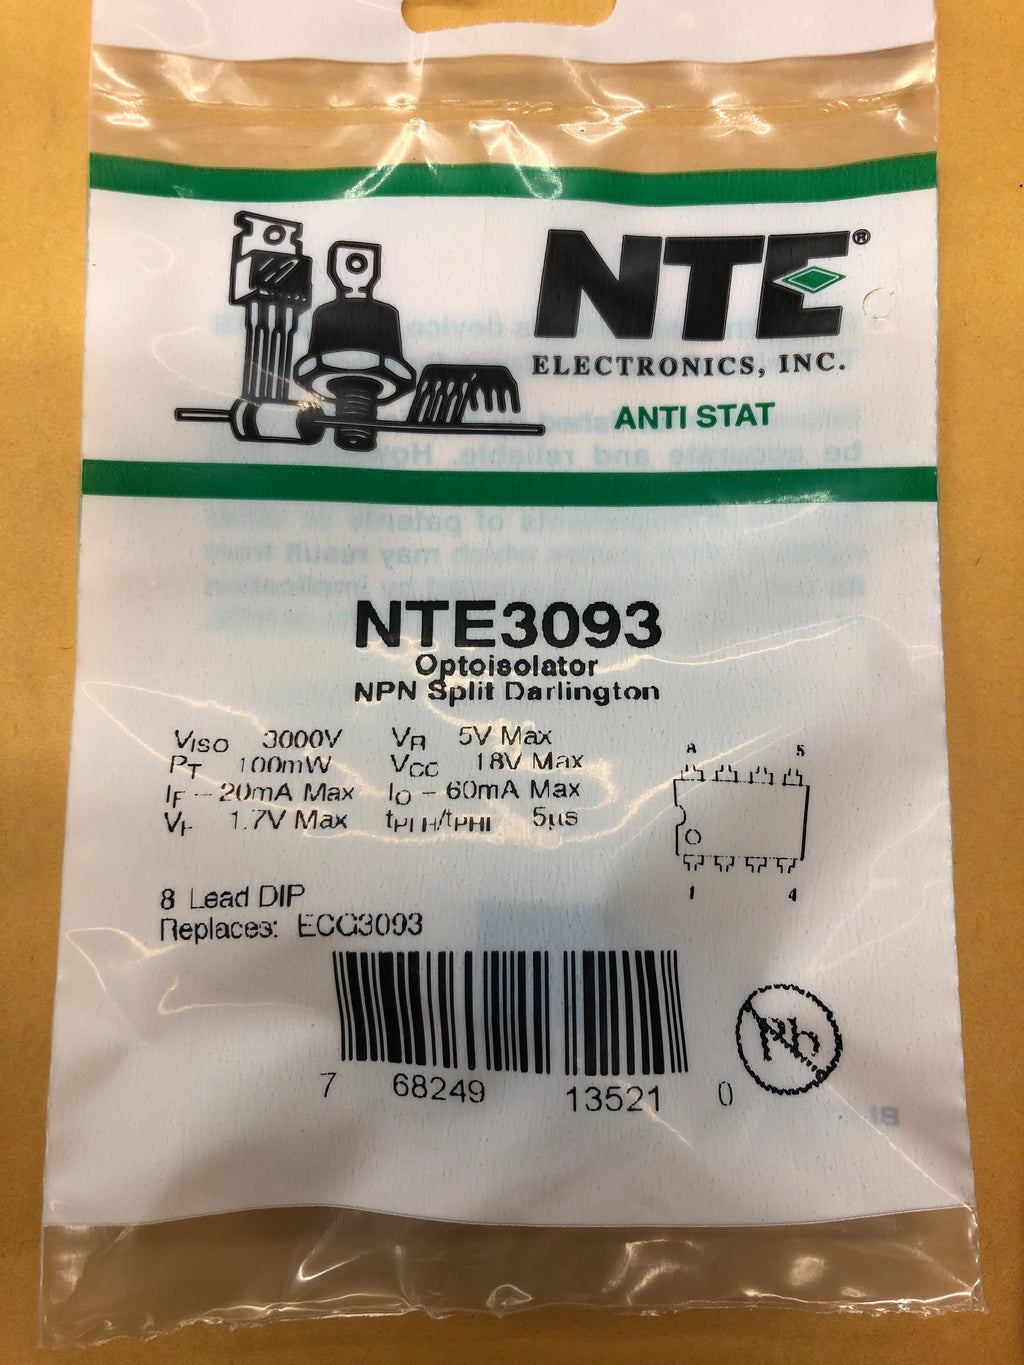 NTE®
ELECTRONICS, INC.
ANTI STAT
NTE3093
Optoisolator
NPN Split Darlington
VISO 3000V VR 5V Max
PT 100mW VCC 18V Max
IF – 20mA Max IO – 60mA Max
VF 1.7V Max tPLH/tPHL 5µs
8 5
1 4
8 Lead DIP
Replaces: ECG3093
7 68249 13521 0
Pb